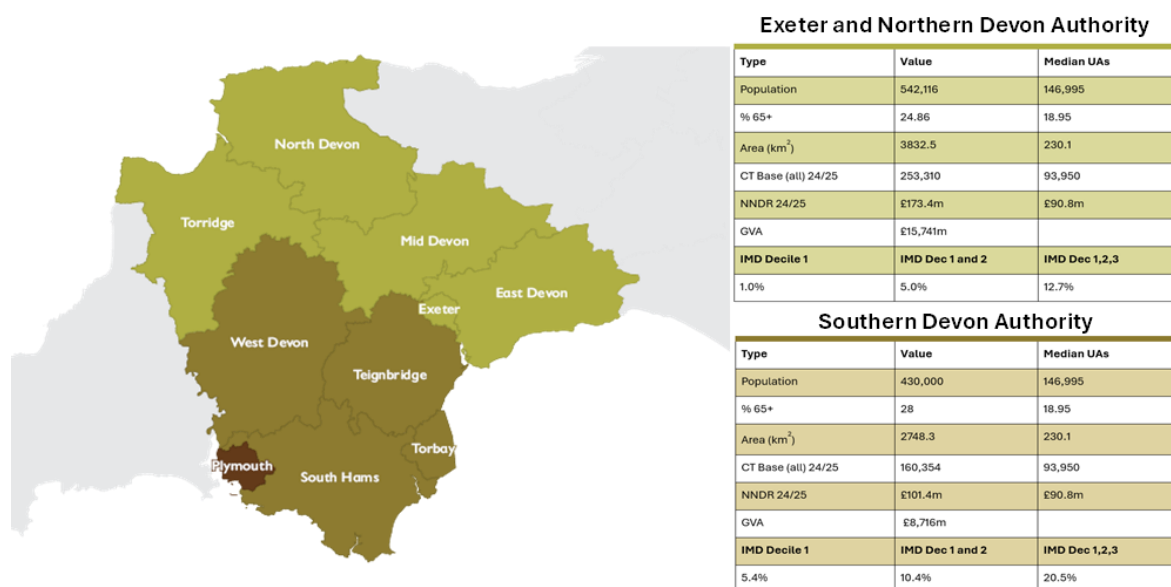 North Devon
Torridge
Mid Devon
East Devon
Exeter
West Devon
Teignbridge
Torbay
Plymouth
South Hams
Exeter and Northern Devon Authority
Type Value Median UAs
Population 542,116 146,995
% 65+ 24.86 18.95
Area (km²) 3832.5 230.1
CT Base (all) 24/25 253,310 93,950
NNDR 24/25 £173.4m £90.8m
GVA £15,741m
IMD Decile 1 IMD Dec 1 and 2 IMD Dec 1,2,3
1.0% 5.0% 12.7%
Southern Devon Authority
Type Value Median UAs
Population 430,000 146,995
% 65+ 28 18.95
Area (km²) 2748.3 230.1
CT Base (all) 24/25 160,354 93,950
NNDR 24/25 £101.4m £90.8m
GVA £8,716m
IMD Decile 1 IMD Dec 1 and 2 IMD Dec 1,2,3
5.4% 10.4% 20.5%